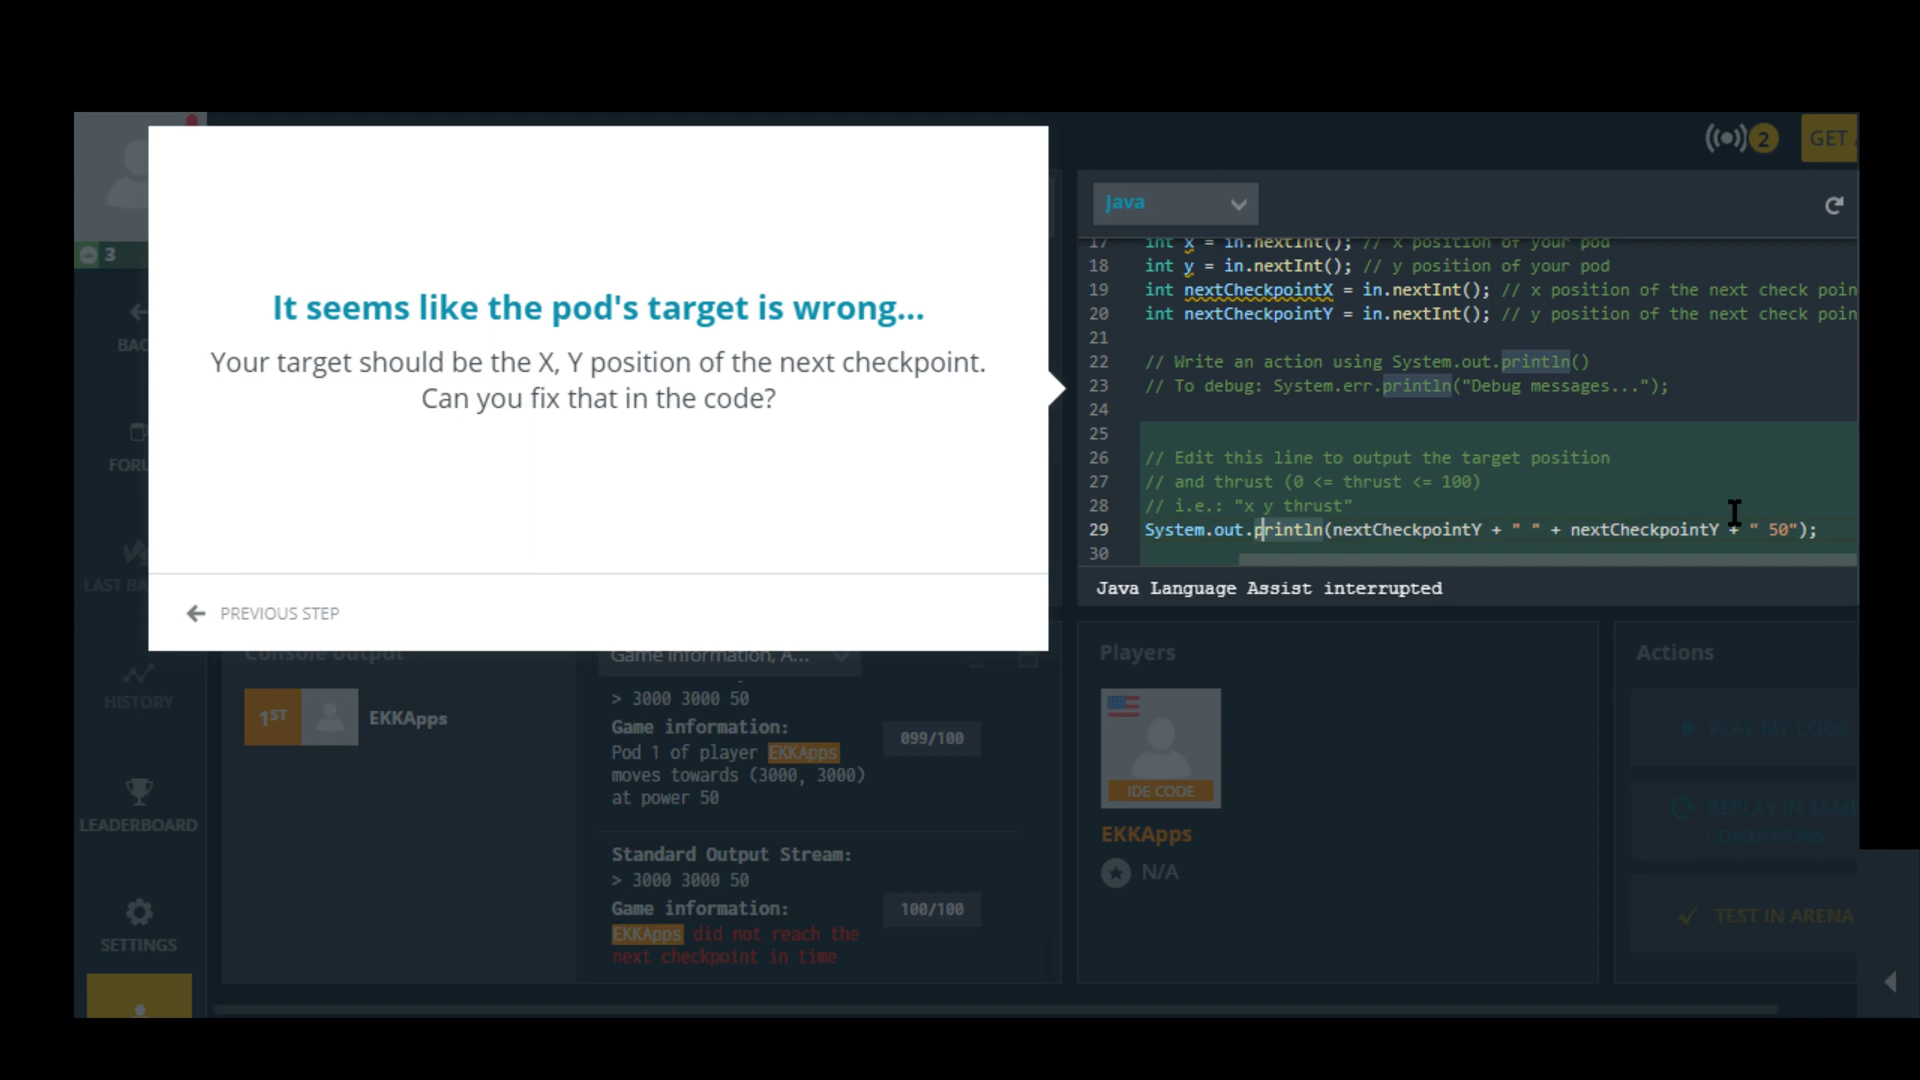 2
GET
3
It seems like the pod's target is wrong...
Your target should be the X, Y position of the next checkpoint.
Can you fix that in the code?
PREVIOUS STEP
Java
17 int x = in.nextInt(); // x position of your pod
18 int y = in.nextInt(); // y position of your pod
19 int nextCheckpointX = in.nextInt(); // x position of the next check poin
20 int nextCheckpointY = in.nextInt(); // y position of the next check poin
21
22 // Write an action using System.out.println()
23 // To debug: System.err.println("Debug messages...");
24
25
26 // Edit this line to output the target position
27 // and thrust (0 <= thrust <= 100)
28 // i.e.: "x y thrust"
29 System.out.println(nextCheckpointY + " " + nextCheckpointY + " 50");
30
Java Language Assist interrupted
BAC
FORU
LAST BA
HISTORY
LEADERBOARD
SETTINGS
Console output
1ST
EKKApps
Game information, A...
> 3000 3000 50
Game information:
Pod 1 of player EKKApps
moves towards (3000, 3000)
at power 50
099/100
Standard Output Stream:
> 3000 3000 50
Game information:
EKKApps did not reach the
next checkpoint in time
100/100
Players
IDE CODE
EKKApps
N/A
Actions
PLAY MY CODE
REPLAY IN SAME
CONDITIONS
TEST IN ARENA